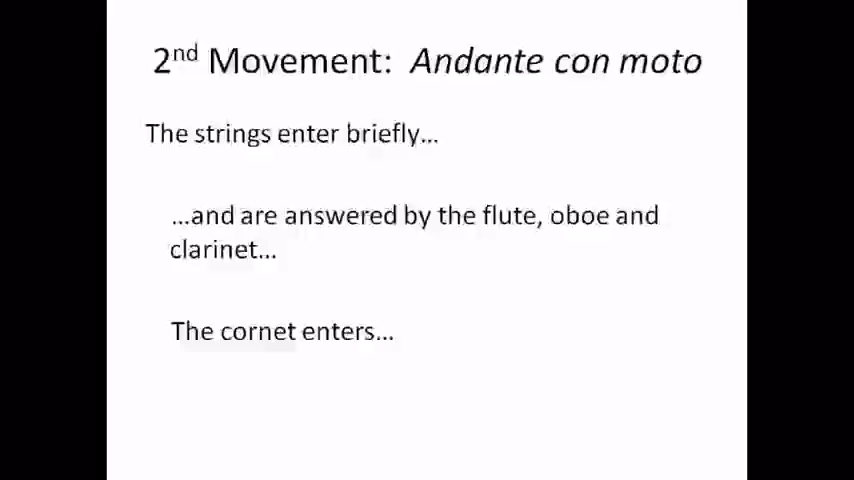 2nd Movement: Andante con moto
The strings enter briefly…
…and are answered by the flute, oboe and
clarinet…
The cornet enters…